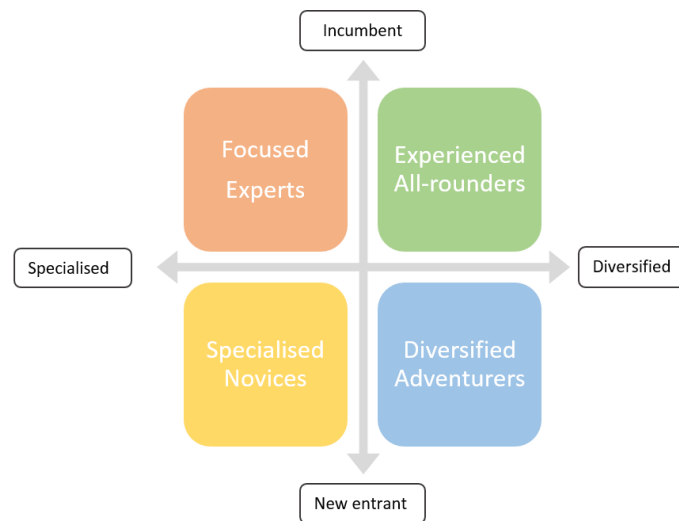 Incumbent
Focused
Experts
Experienced
All-rounders
Specialised
Diversified
Specialised
Novices
Diversified
Adventurers
New entrant